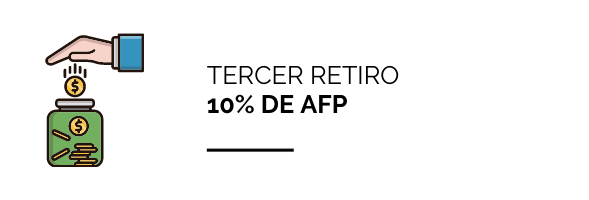 TERCER RETIRO
10% DE AFP
$
$